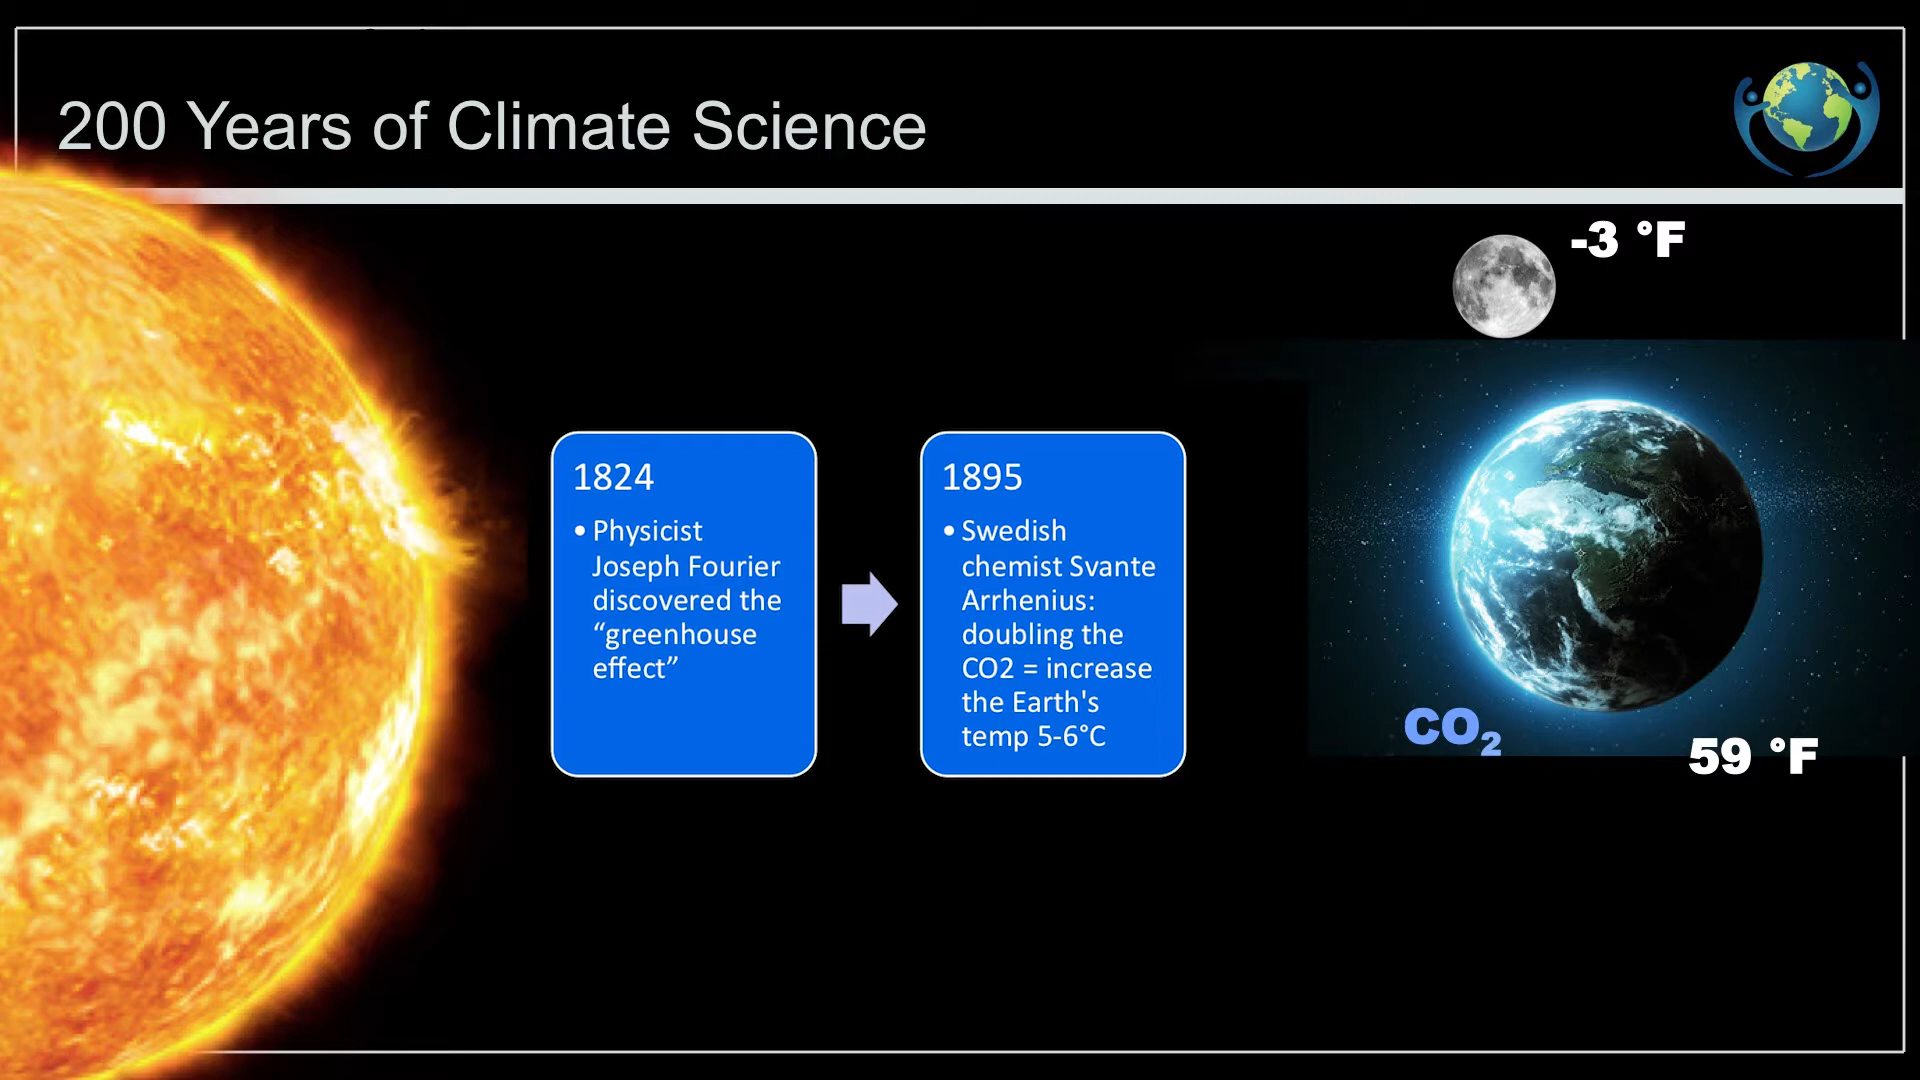 200 Years of Climate Science
-3 °F
1824
• Physicist
Joseph Fourier
discovered the
“greenhouse
effect”
1895
• Swedish
chemist Svante
Arrhenius:
doubling the
CO2 = increase
the Earth's
temp 5-6°C
CO₂
59 °F